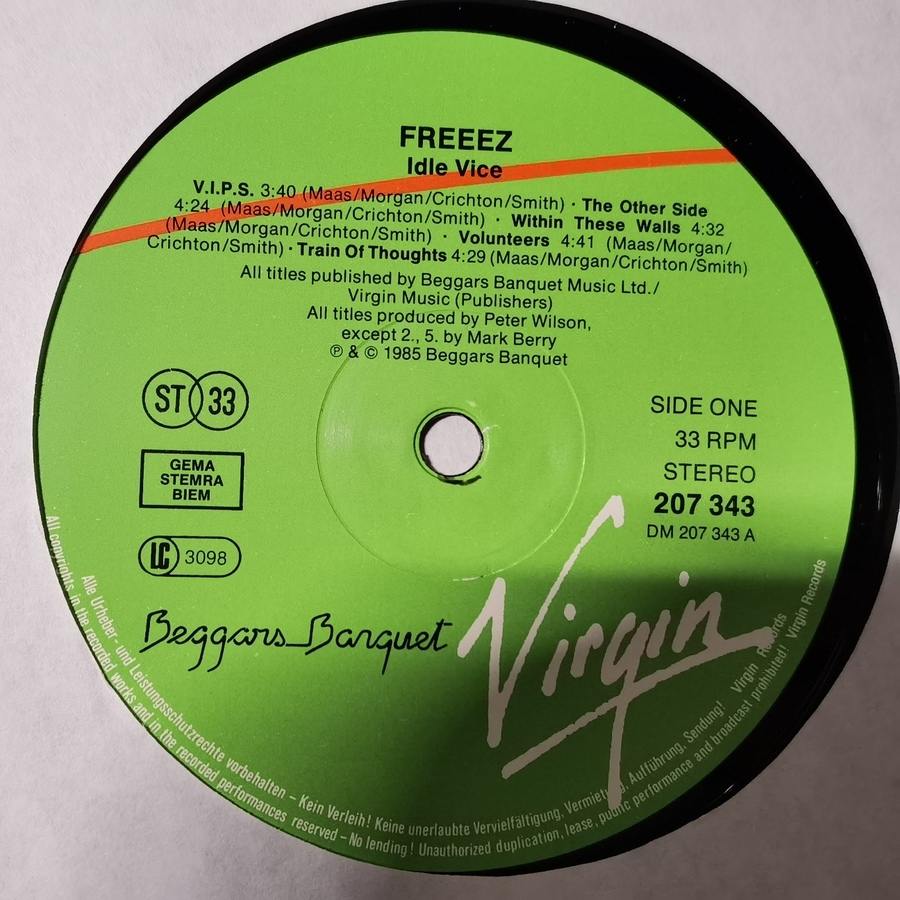 FREEEZ
Idle Vice
V.I.P.S. 3:40 (Maas/Morgan/Crichton/Smith) · The Other Side
4:24 (Maas/Morgan/Crichton/Smith) · Within These Walls 4:32
(Maas/Morgan/Crichton/Smith) · Volunteers 4:41 (Maas/Morgan/
Crichton/Smith) · Train Of Thoughts 4:29 (Maas/Morgan/Crichton/Smith)
All titles published by Beggars Banquet Music Ltd./
Virgin Music (Publishers)
All titles produced by Peter Wilson,
except 2., 5. by Mark Berry
℗ & © 1985 Beggars Banquet
ST 33
GEMA
STEMRA
BIEM
LC 3098
SIDE ONE
33 RPM
STEREO
207 343
DM 207 343 A
Beggars Banquet
Virgin
Alle Urheber- und Leistungsschutzrechte vorbehalten – Kein Verleih! Keine unerlaubte Vervielfältigung, Vermietung, Aufführung, Sendung! Virgin Records
All copyrights in the recorded works and in the recorded performances reserved – No lending! Unauthorized duplication, lease, public performance and broadcast prohibited! Virgin Records